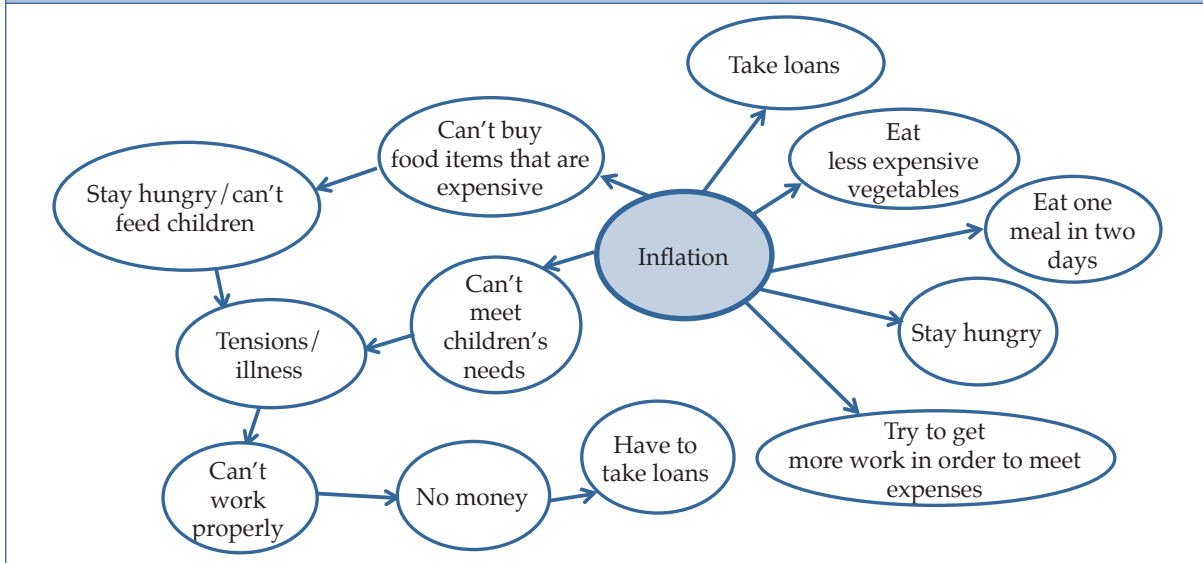 Take loans
Can't buy
food items that are
expensive
Eat
less expensive
vegetables
Stay hungry/can't
feed children
Eat one
meal in two
days
Inflation
Can't
meet
children's
needs
Tensions/
illness
Stay hungry
Try to get
more work in order to meet
expenses
Have to
take loans
Can't
work
properly
No money